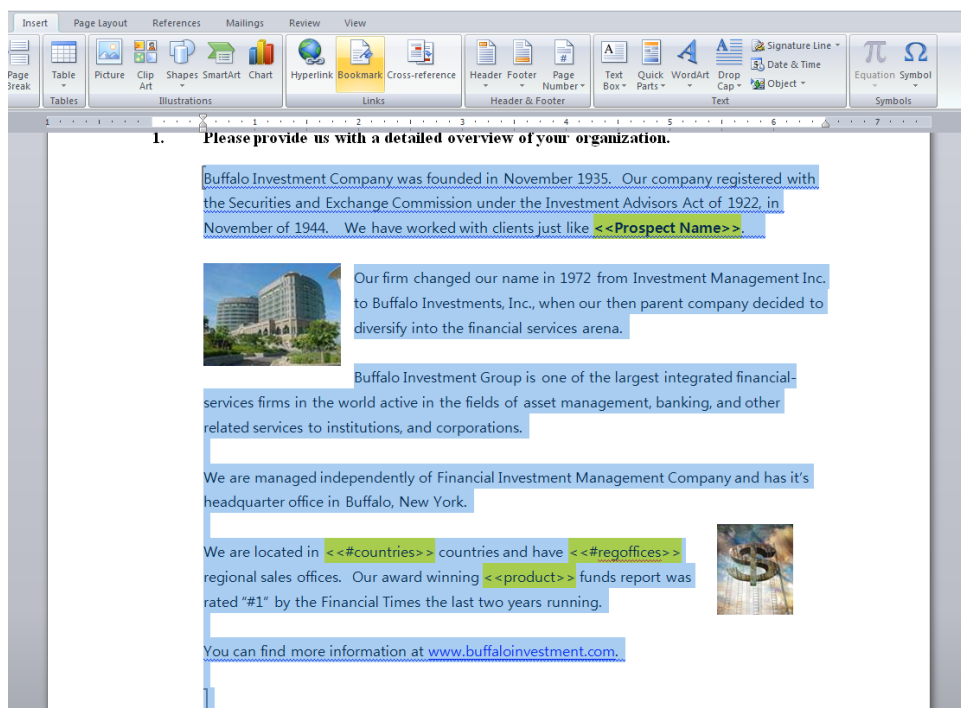 Insert Page Layout References Mailings Review View
Page Break
Table
Picture
Clip Art
Shapes
SmartArt
Chart
Hyperlink
Bookmark
Cross-reference
Header
Footer
Page Number
Text Box
Quick Parts
WordArt
Drop Cap
Signature Line
Date & Time
Object
Equation
Symbol
Tables Illustrations Links Header & Footer Text Symbols
1 1 2 3 4 5 6 7
1. Please provide us with a detailed overview of your organization.
Buffalo Investment Company was founded in November 1935. Our company registered with
the Securities and Exchange Commission under the Investment Advisors Act of 1922, in
November of 1944. We have worked with clients just like <<Prospect Name>>.
Our firm changed our name in 1972 from Investment Management Inc.
to Buffalo Investments, Inc., when our then parent company decided to
diversify into the financial services arena.
Buffalo Investment Group is one of the largest integrated financial-
services firms in the world active in the fields of asset management, banking, and other
related services to institutions, and corporations.
We are managed independently of Financial Investment Management Company and has it's
headquarter office in Buffalo, New York.
We are located in <<#countries>> countries and have <<#regoffices>>
regional sales offices. Our award winning <<product>> funds report was
rated "#1" by the Financial Times the last two years running.
You can find more information at www.buffaloinvestment.com.